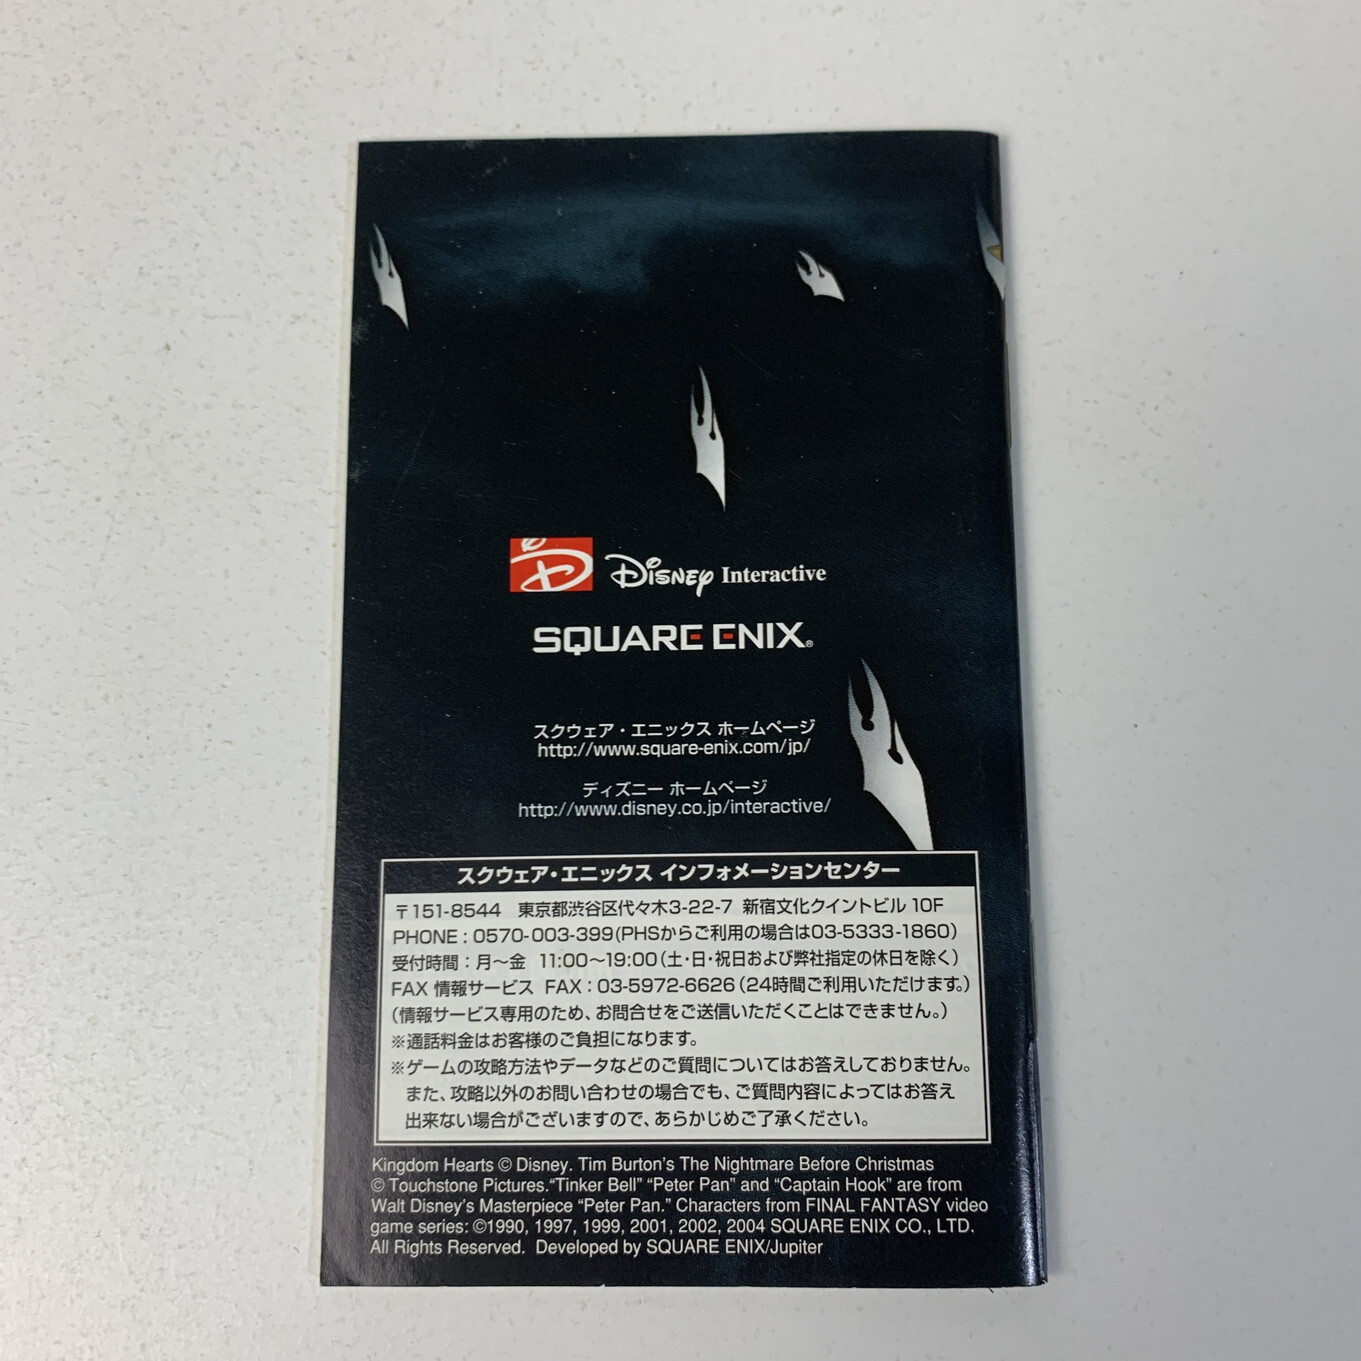 Disney Interactive
SQUARE ENIX®
スクウェア・エニックス ホームページ
http://www.square-enix.com/jp/
ディズニー ホームページ
http://www.disney.co.jp/interactive/
スクウェア・エニックス インフォメーションセンター
〒151-8544　東京都渋谷区代々木3-22-7 新宿文化クイントビル 10F
PHONE : 0570-003-399(PHSからご利用の場合は03-5333-1860)
受付時間：月～金　11:00～19:00(土・日・祝日および弊社指定の休日を除く)
FAX 情報サービス　FAX : 03-5972-6626(24時間ご利用いただけます。)
(情報サービス専用のため、お問合せをご送信いただくことはできません。)
※通話料金はお客様のご負担になります。
※ゲームの攻略方法やデータなどのご質問についてはお答えしておりません。
また、攻略以外のお問い合わせの場合でも、ご質問内容によってはお答え
出来ない場合がございますので、あらかじめご了承ください。
Kingdom Hearts © Disney. Tim Burton's The Nightmare Before Christmas
© Touchstone Pictures. "Tinker Bell" "Peter Pan" and "Captain Hook" are from
Walt Disney's Masterpiece "Peter Pan." Characters from FINAL FANTASY video
game series: ©1990, 1997, 1999, 2001, 2002, 2004 SQUARE ENIX CO., LTD.
All Rights Reserved. Developed by SQUARE ENIX/Jupiter